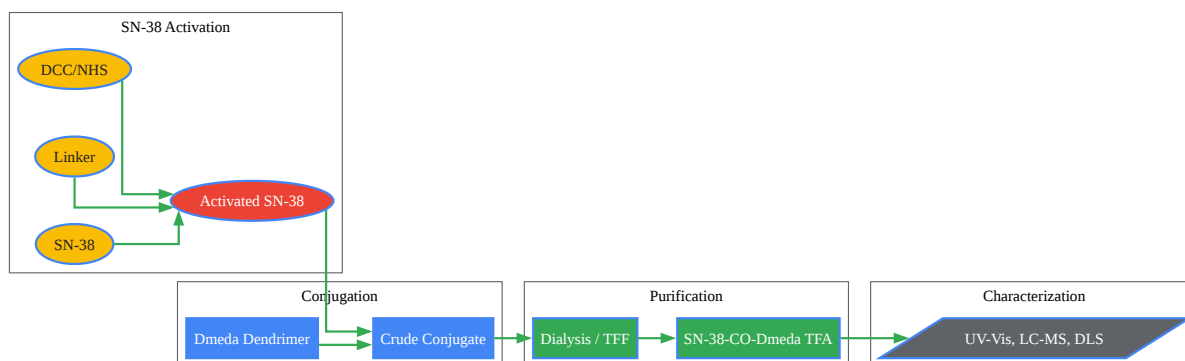 SN-38 Activation
DCC/NHS
Linker
Activated SN-38
SN-38
Conjugation
Purification
Characterization
Dmeda Dendrimer
Crude Conjugate
Dialysis / TFF
SN-38-CO-Dmeda TFA
UV-Vis, LC-MS, DLS